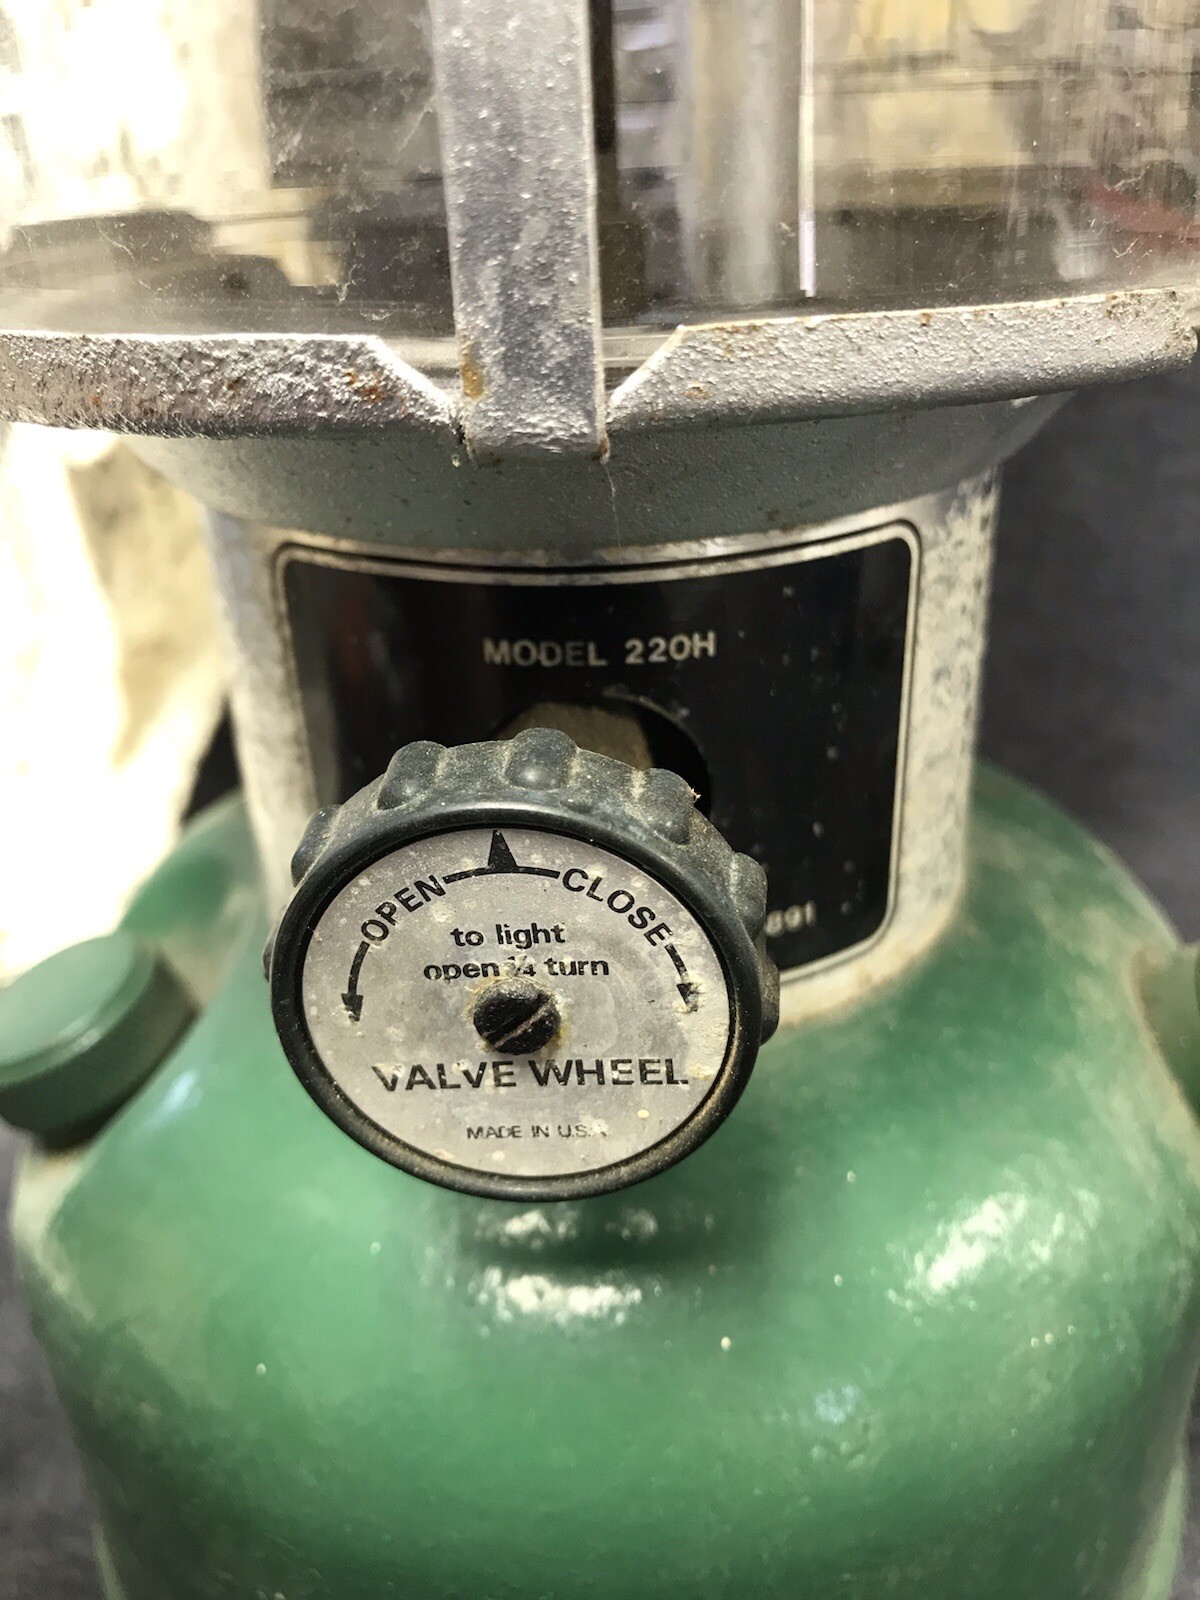 MODEL 220H
OPEN CLOSE
to light
open ¼ turn
VALVE WHEEL
MADE IN U.S.A.